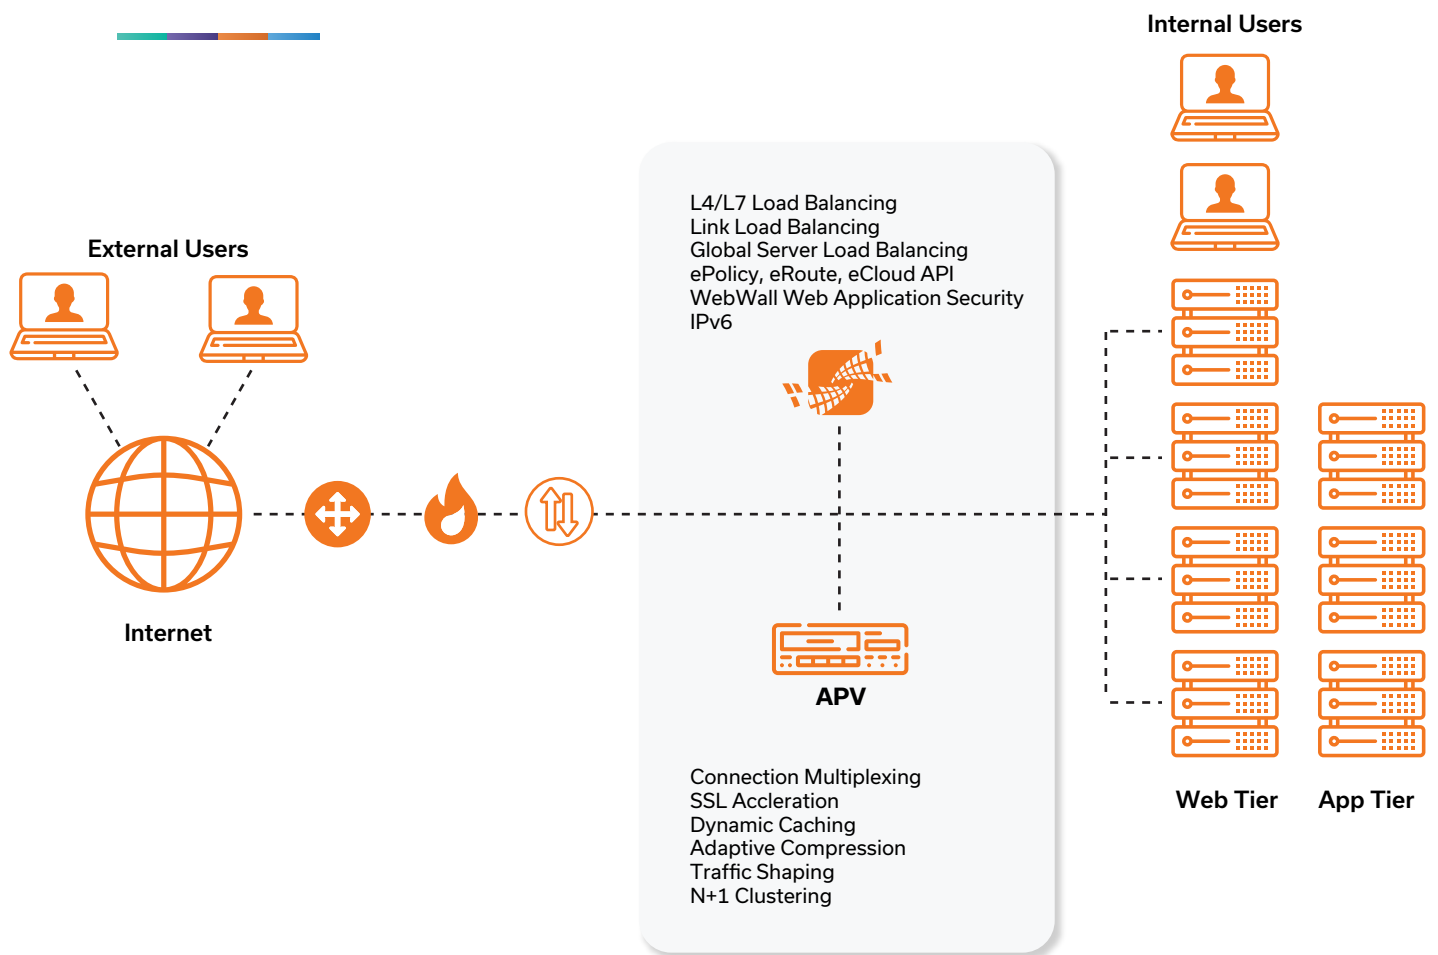 Internal Users
External Users
Internet
L4/L7 Load Balancing
Link Load Balancing
Global Server Load Balancing
ePolicy, eRoute, eCloud API
WebWall Web Application Security
IPv6
APV
Connection Multiplexing
SSL Accleration
Dynamic Caching
Adaptive Compression
Traffic Shaping
N+1 Clustering
Web Tier
App Tier